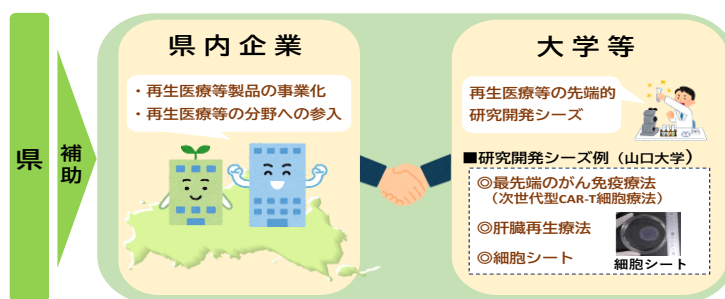 県
補助
県内企業
・再生医療等製品の事業化
・再生医療等の分野への参入
大学等
再生医療等の先端的
研究開発シーズ
■研究開発シーズ例（山口大学）
◎最先端のがん免疫療法
（次世代型CAR-T細胞療法）
◎肝臓再生療法
◎細胞シート
細胞シート